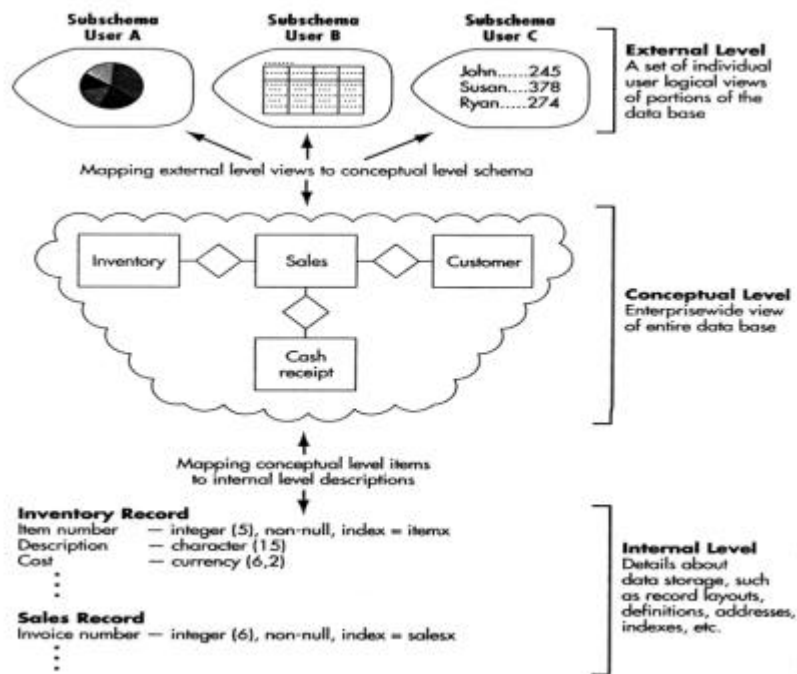 Subschema
User A
Subschema
User B
Subschema
User C
John......245
Susan....378
Ryan.....274
External Level
A set of individual
user logical views
of portions of the
data base
Mapping external level views to conceptual level schema
Inventory
Sales
Customer
Cash
receipt
Conceptual Level
Enterprisewide view
of entire data base
Mapping conceptual level items
to internal level descriptions
Inventory Record
Item number — integer (5), non-null, index = itemx
Description — character (15)
Cost — currency (6,2)
Sales Record
Invoice number — integer (6), non-null, index = salesx
Internal Level
Details about
data storage, such
as record layouts,
definitions, addresses,
indexes, etc.